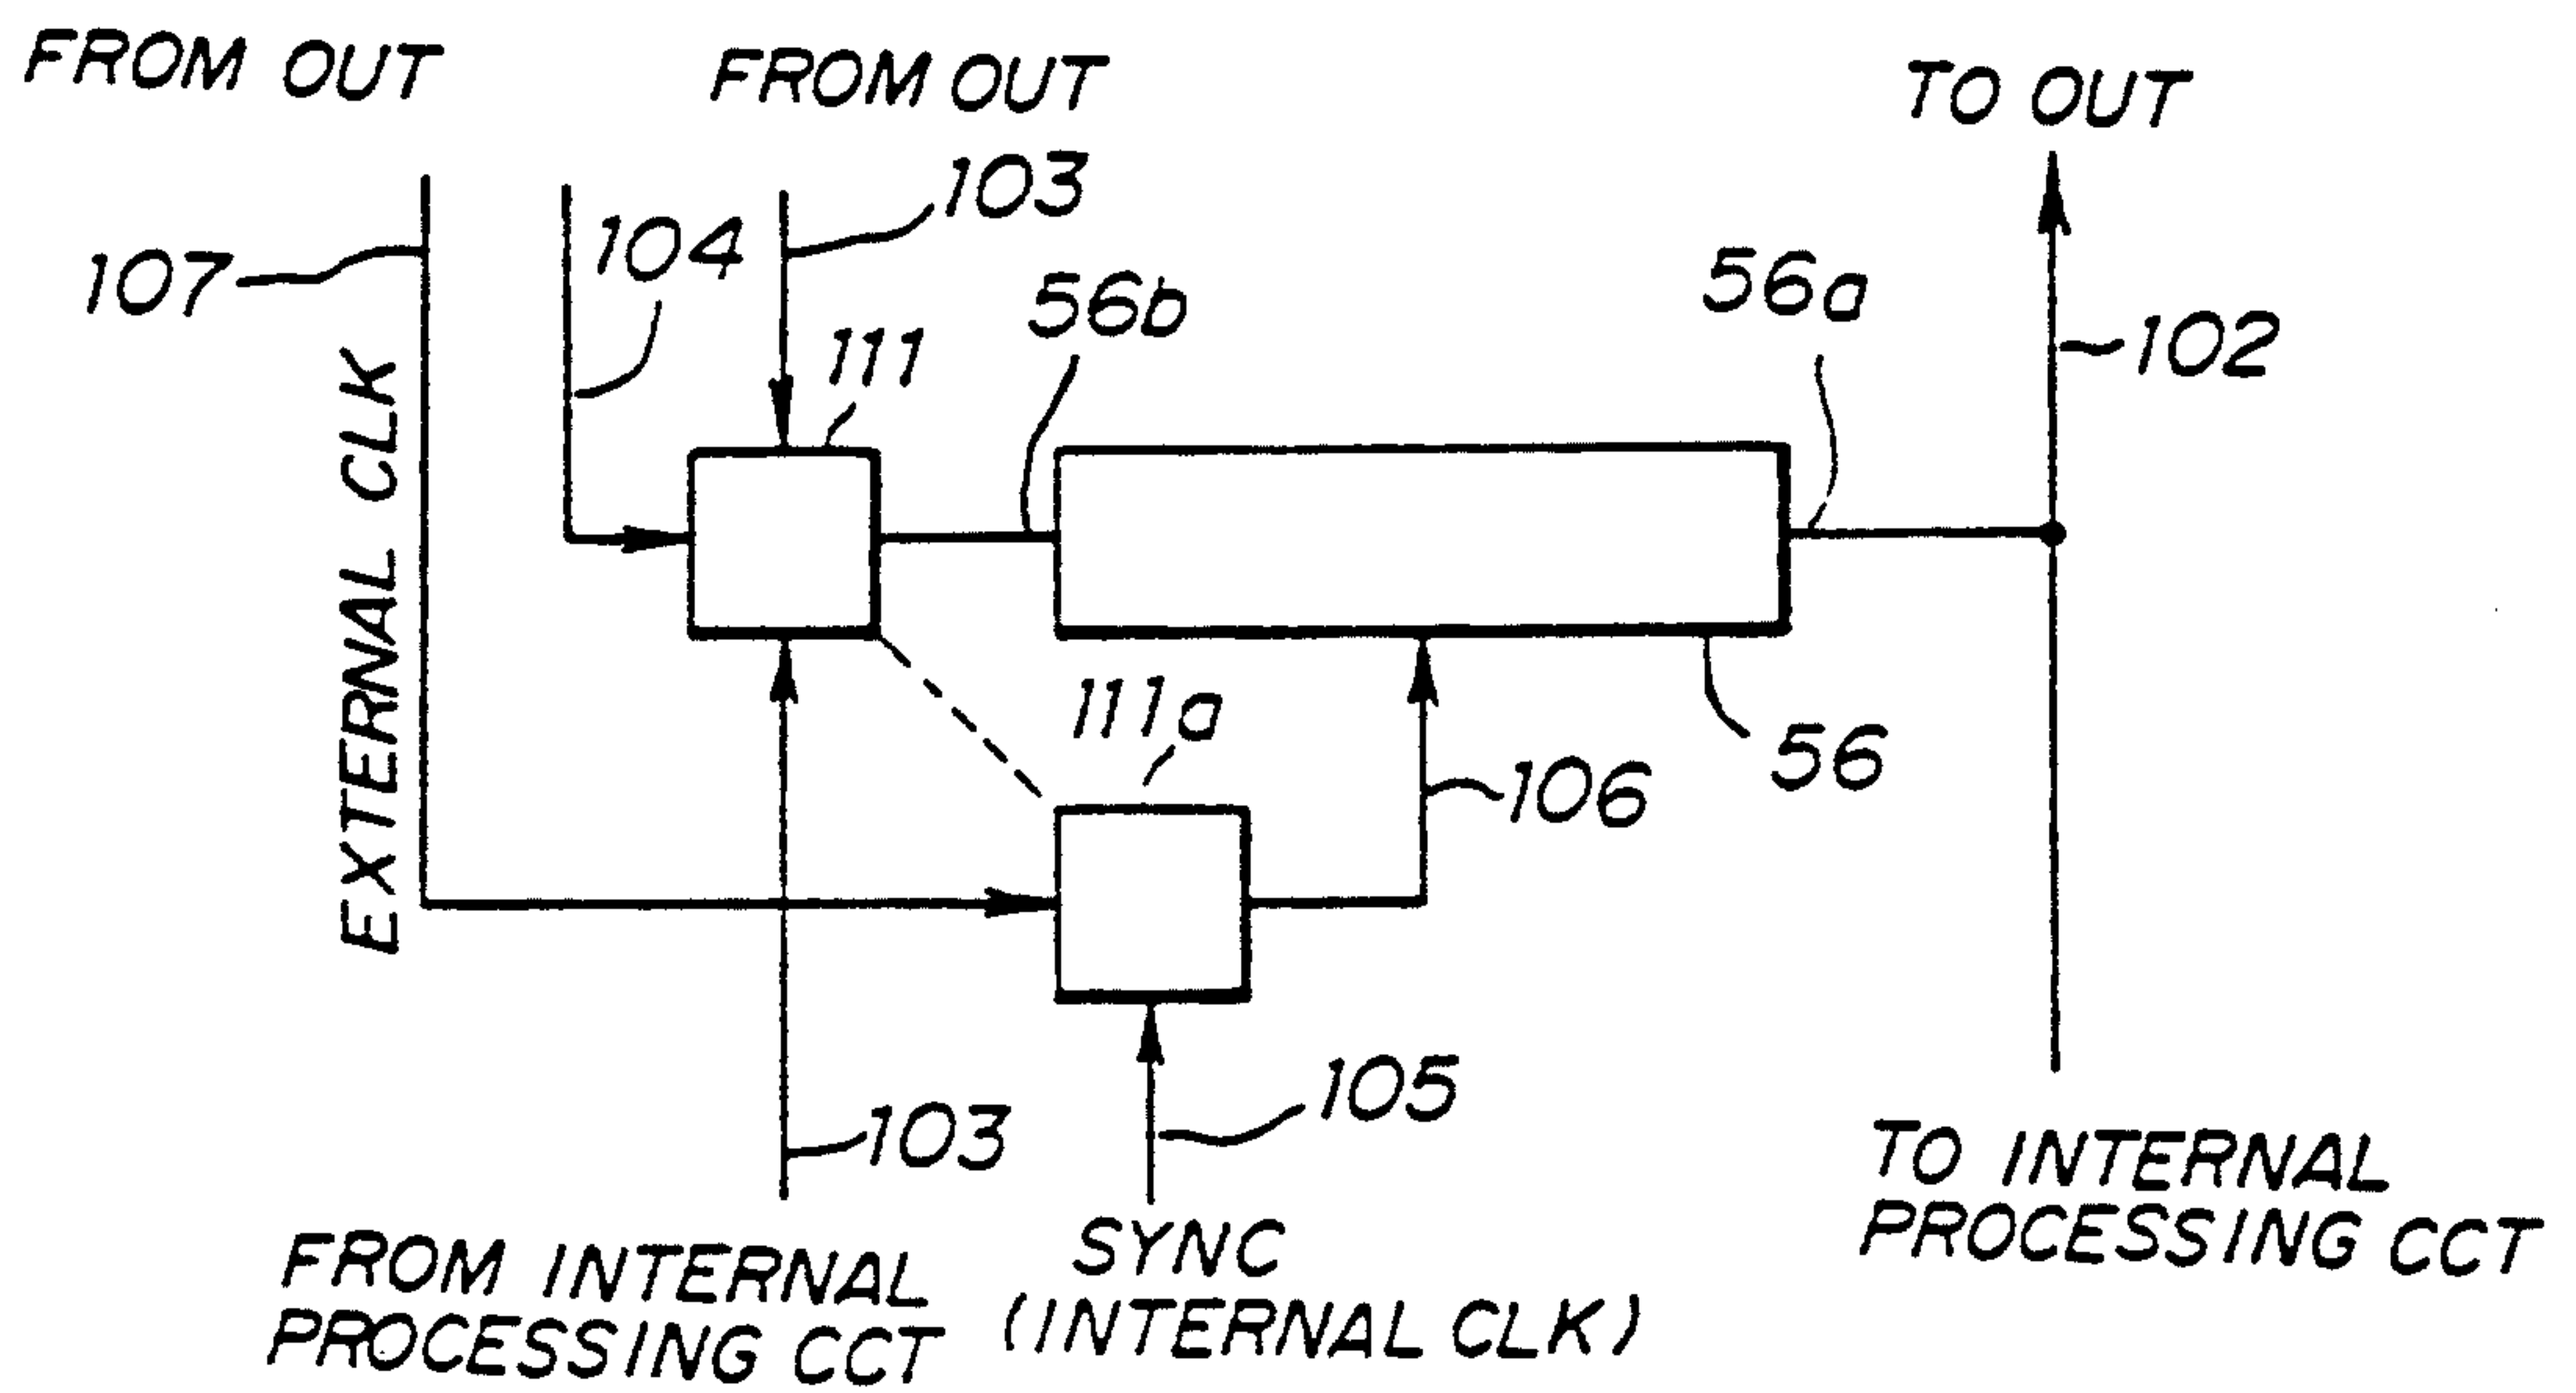 FROM OUT
FROM OUT
TO OUT
103
104
107
56b
56a
102
111
EXTERNAL CLK
111a
106
56
105
103
FROM INTERNAL
PROCESSING CCT
SYNC
(INTERNAL CLK)
TO INTERNAL
PROCESSING CCT